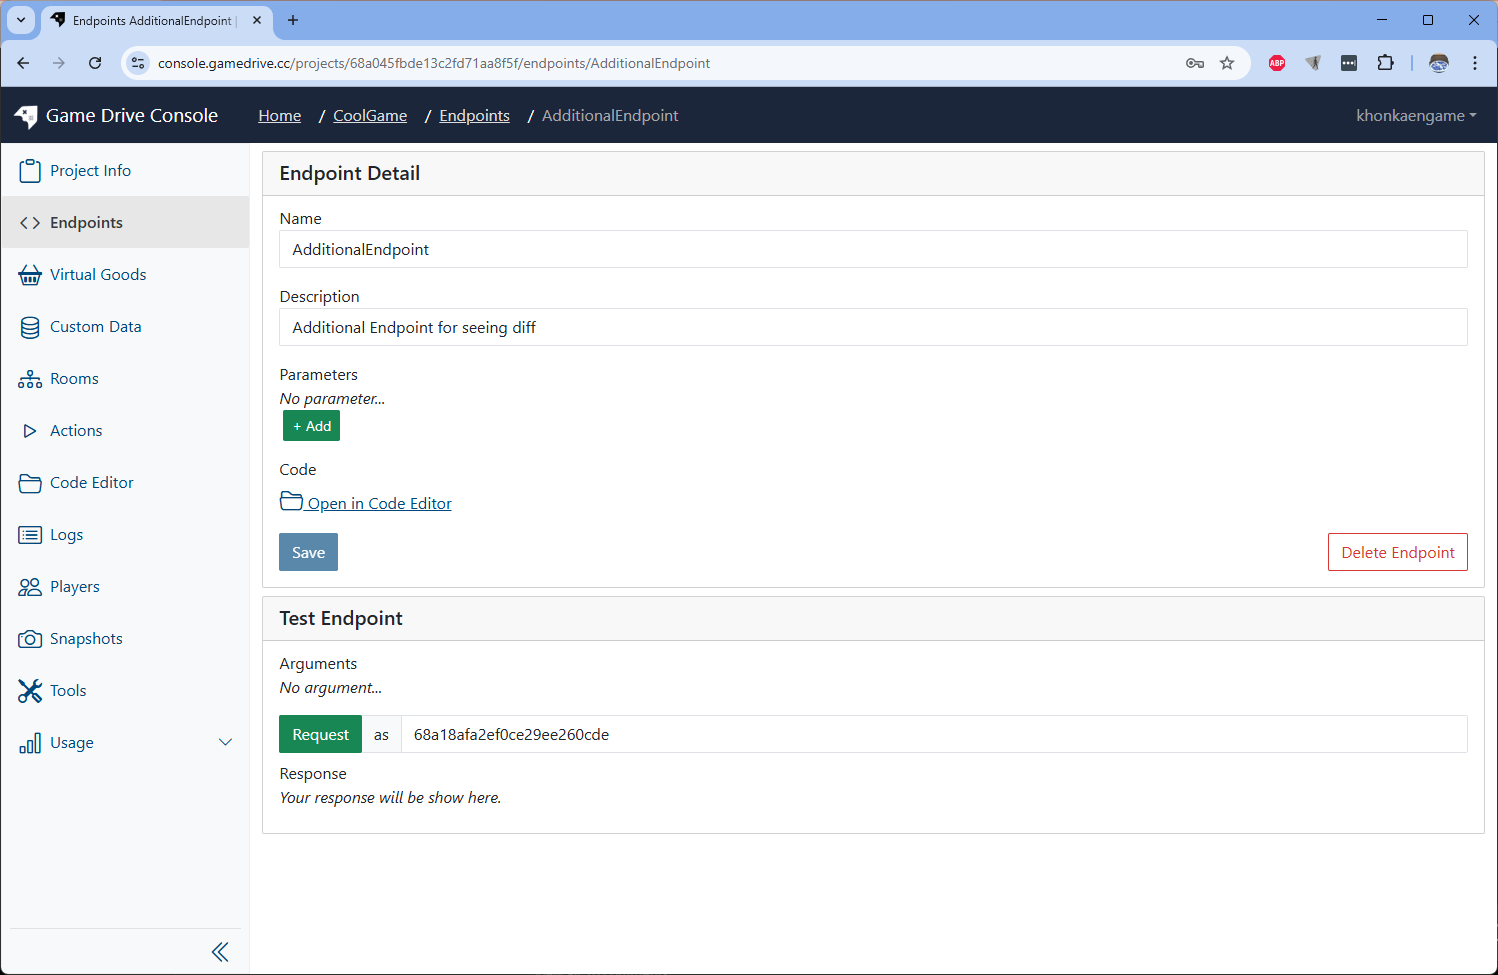 Endpoints AdditionalEndpoint |
console.gamedrive.cc/projects/68a045fbde13c2fd71aa8f5f/endpoints/AdditionalEndpoint
ABP
Game Drive Console
Home / CoolGame / Endpoints / AdditionalEndpoint
khonkaengame
Project Info
Endpoints
Virtual Goods
Custom Data
Rooms
Actions
Code Editor
Logs
Players
Snapshots
Tools
Usage
Endpoint Detail
Name
AdditionalEndpoint
Description
Additional Endpoint for seeing diff
Parameters
No parameter...
+ Add
Code
Open in Code Editor
Save
Delete Endpoint
Test Endpoint
Arguments
No argument...
Request as 68a18afa2ef0ce29ee260cde
Response
Your response will be show here.